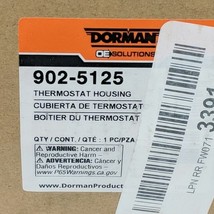 DORMAN
OE SOLUTIONS
902-5125
THERMOSTAT HOUSING
CUBIERTA DE TERMOSTAT
BOÎTIER DU THERMOSTAT
QTY / CONT. / QTÉ : 1 PC/PZA
WARNING: Cancer and
Reproductive Harm -
ADVERTENCIA: Cáncer y
Daños Reproductivos -
www.P65Warnings.ca.gov
www.DormanProduc
3391